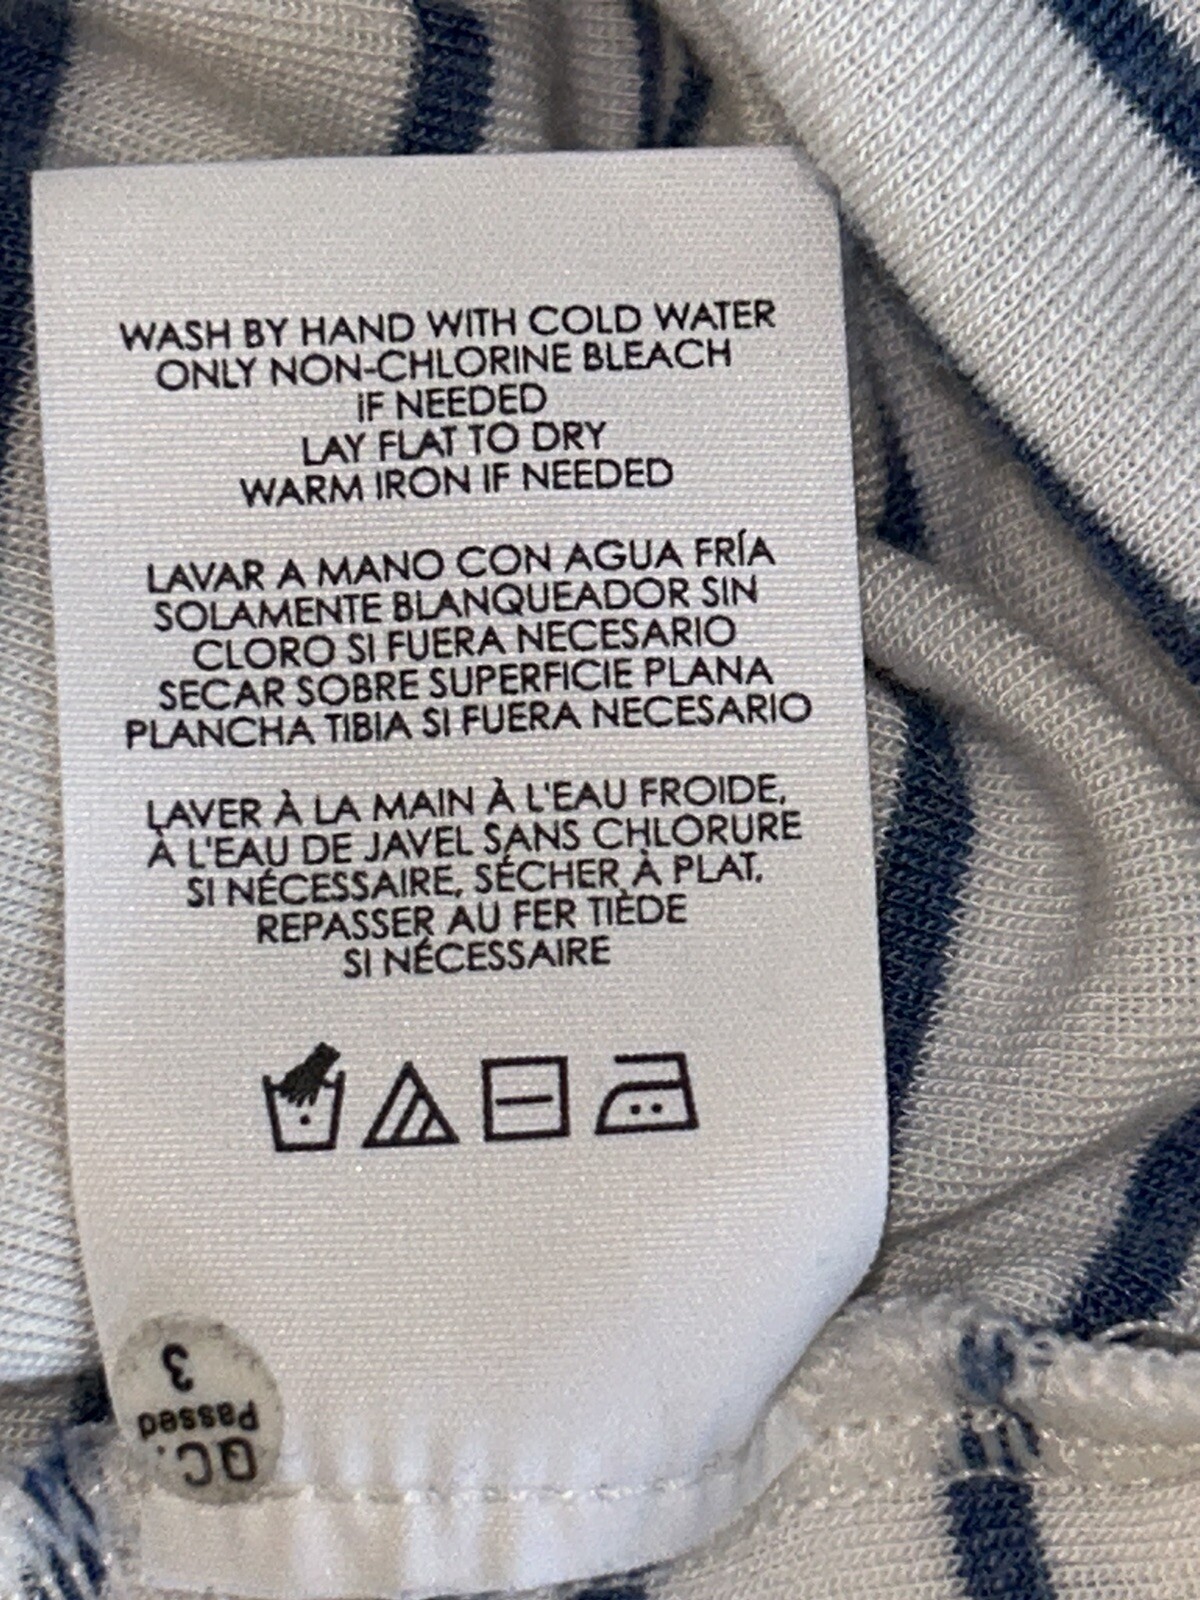 WASH BY HAND WITH COLD WATER
ONLY NON-CHLORINE BLEACH
IF NEEDED
LAY FLAT TO DRY
WARM IRON IF NEEDED
LAVAR A MANO CON AGUA FRÍA
SOLAMENTE BLANQUEADOR SIN
CLORO SI FUERA NECESARIO
SECAR SOBRE SUPERFICIE PLANA
PLANCHA TIBIA SI FUERA NECESARIO
LAVER À LA MAIN À L'EAU FROIDE,
À L'EAU DE JAVEL SANS CHLORURE
SI NÉCESSAIRE, SÉCHER À PLAT,
REPASSER AU FER TIÈDE
SI NÉCESSAIRE
QC.
Passed
3